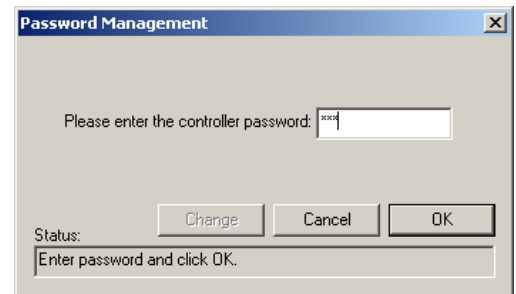 Password Management
Please enter the controller password: ***
Change Cancel OK
Status:
Enter password and click OK.